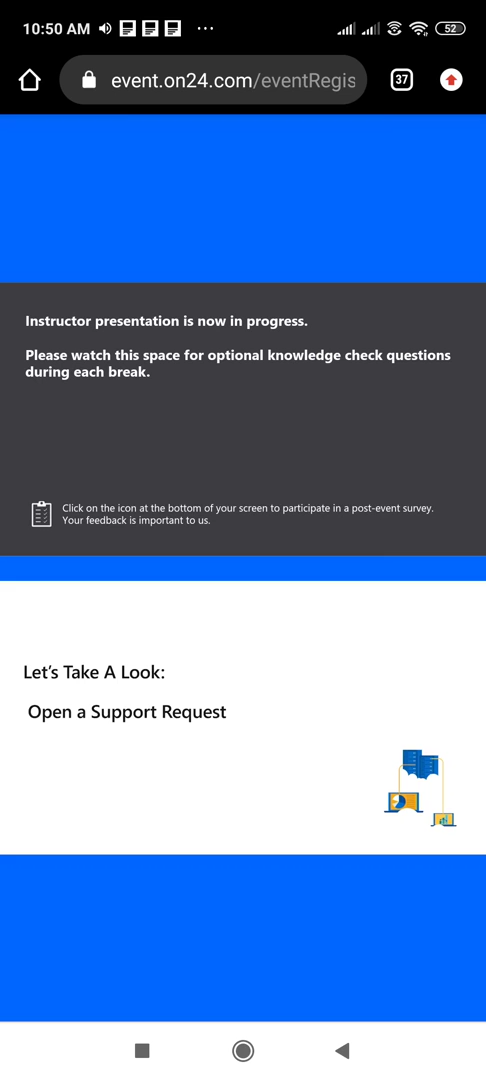 10:50 AM
52
event.on24.com/eventRegis
37
Instructor presentation is now in progress.
Please watch this space for optional knowledge check questions
during each break.
Click on the icon at the bottom of your screen to participate in a post-event survey.
Your feedback is important to us.
Let's Take A Look:
Open a Support Request